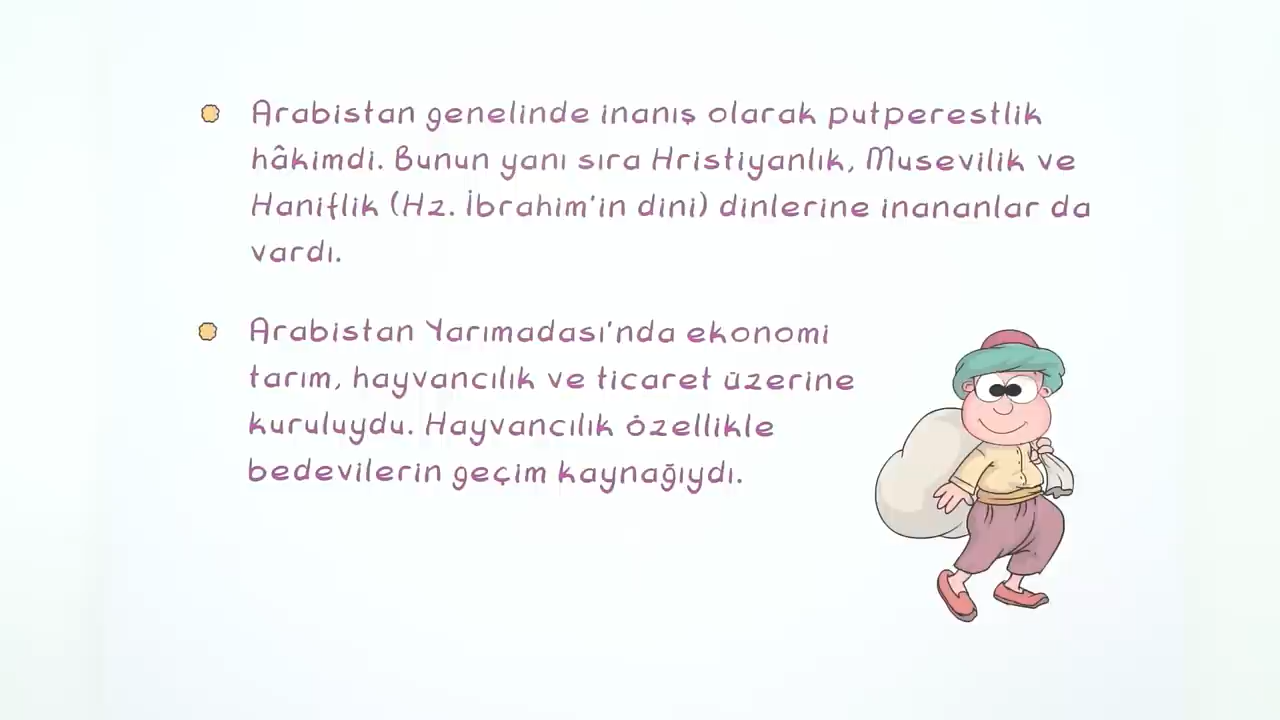 Arabistan genelinde inanış olarak putperestlik
hâkimdi. Bunun yanı sıra Hristiyanlık, Musevilik ve
Haniflik (Hz. İbrahim'in dini) dinlerine inananlar da
vardı.
Arabistan Yarımadası'nda ekonomi
tarım, hayvancılık ve ticaret üzerine
kuruluydu. Hayvancılık özellikle
bedevilerin geçim kaynağıydı.